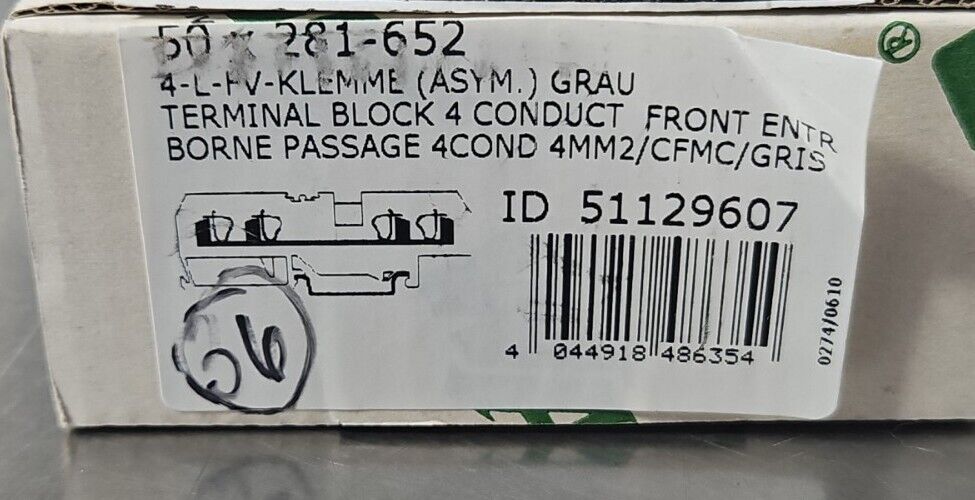 50 x 281-652
4-L-FV-KLEMME (ASYM.) GRAU
TERMINAL BLOCK 4 CONDUCT FRONT ENTR
BORNE PASSAGE 4COND 4MM2/CFMC/GRIS
ID 51129607
4 044918 486354
0274/0610